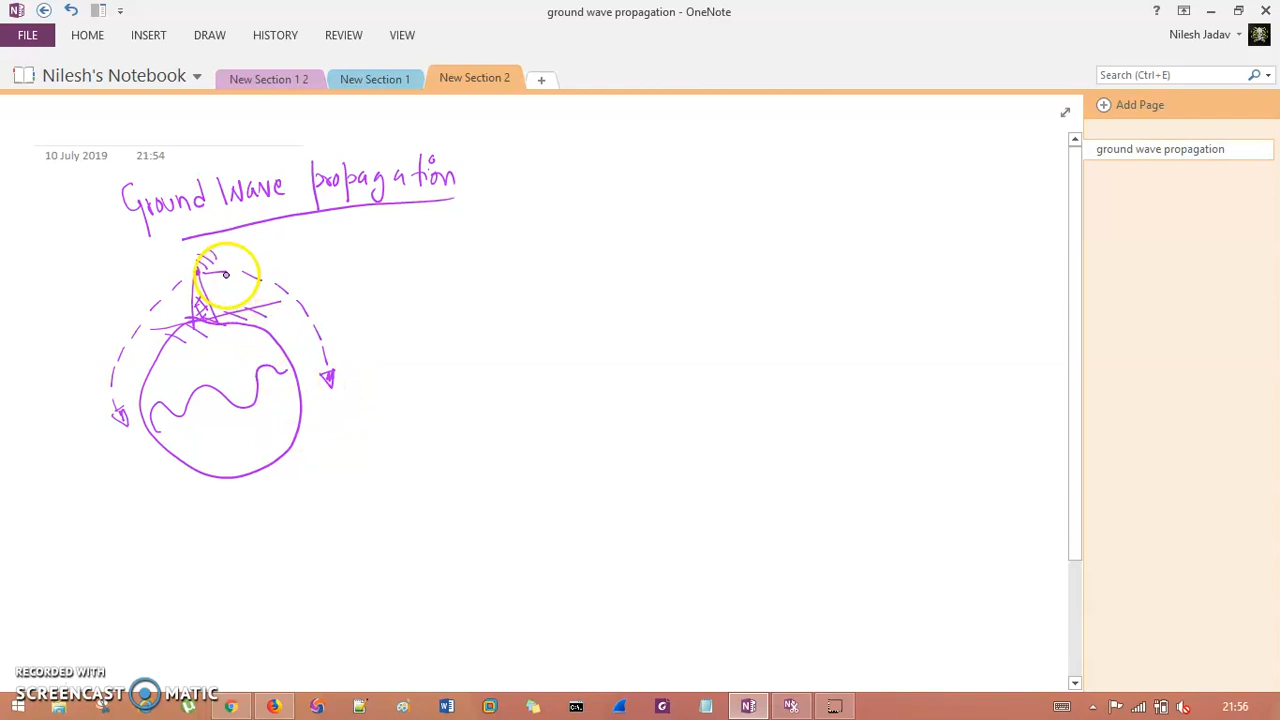 ground wave propagation - OneNote
?
FILE
HOME
INSERT
DRAW
HISTORY
REVIEW
VIEW
Nilesh Jadav
Nilesh's Notebook
New Section 1 2
New Section 1
New Section 2
Search (Ctrl+E)
Add Page
ground wave propagation
10 July 2019 21:54
Ground Wave propagation
RECORDED WITH
SCREENCAST MATIC
21:56